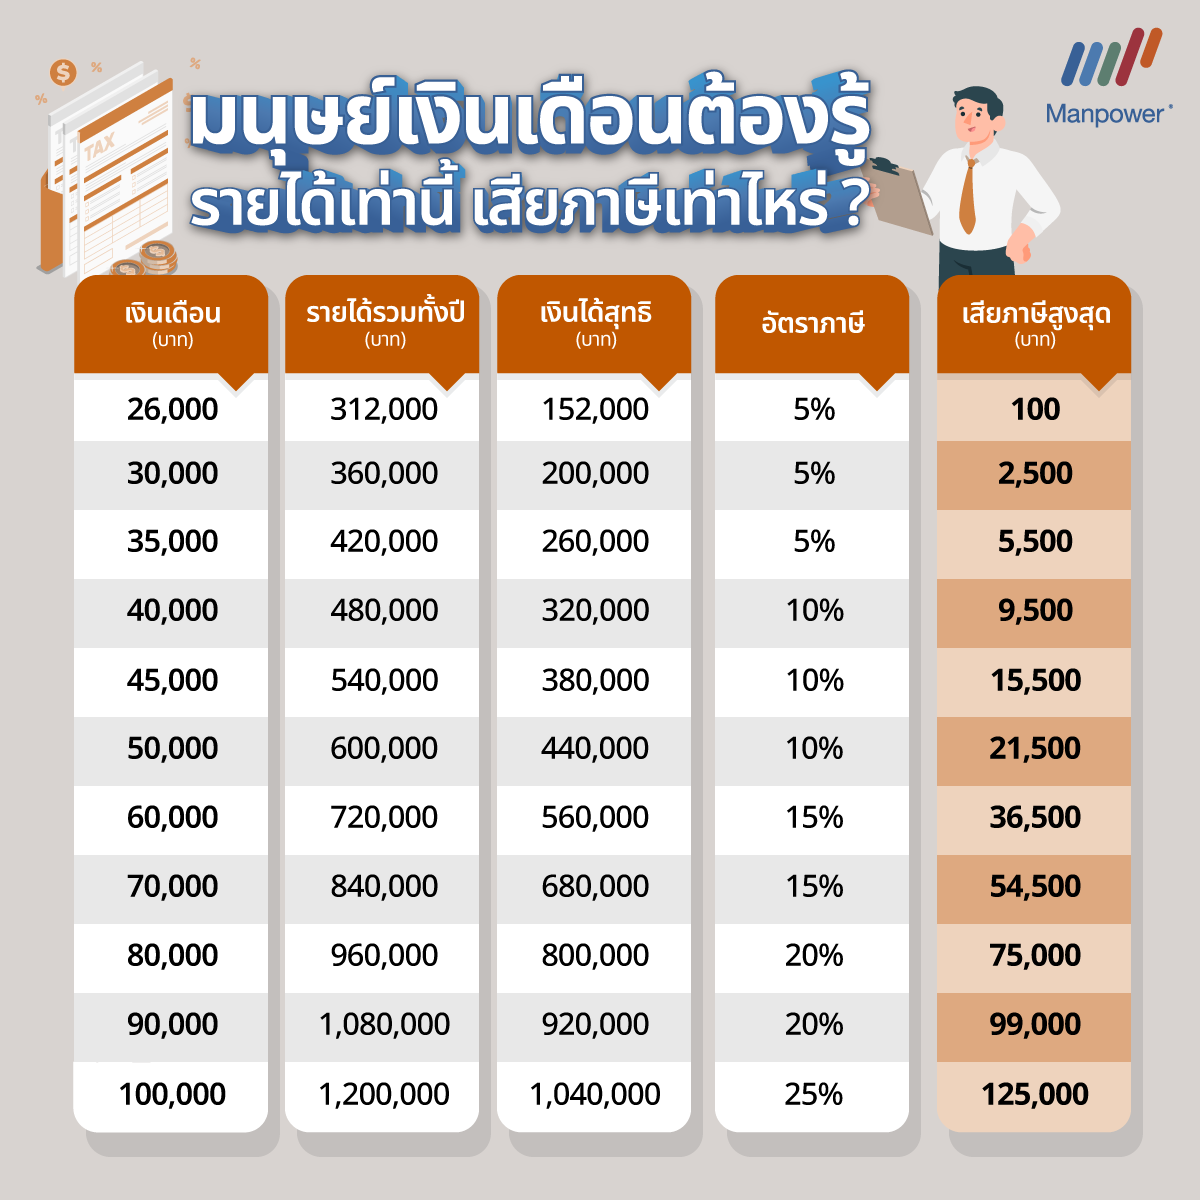 Manpower
TAX
มนุษย์เงินเดือนต้องรู้
รายได้เท่านี้ เสียภาษีเท่าไหร่ ?
เงินเดือน (บาท) รายได้รวมทั้งปี (บาท) เงินได้สุทธิ (บาท) อัตราภาษี เสียภาษีสูงสุด (บาท)
26,000 312,000 152,000 5% 100
30,000 360,000 200,000 5% 2,500
35,000 420,000 260,000 5% 5,500
40,000 480,000 320,000 10% 9,500
45,000 540,000 380,000 10% 15,500
50,000 600,000 440,000 10% 21,500
60,000 720,000 560,000 15% 36,500
70,000 840,000 680,000 15% 54,500
80,000 960,000 800,000 20% 75,000
90,000 1,080,000 920,000 20% 99,000
100,000 1,200,000 1,040,000 25% 125,000